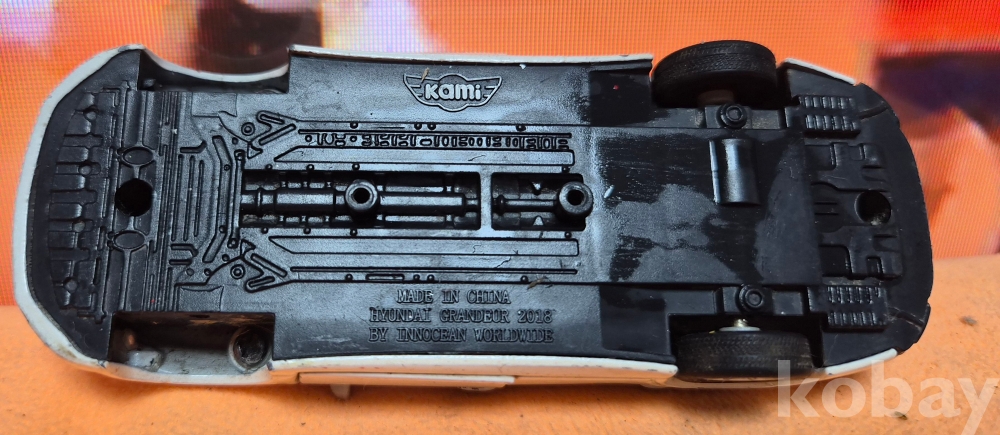 Kami
MADE IN CHINA
HYUNDAI GRANDEUR 2018
BY INNOCEAN WORLDWIDE
kobay